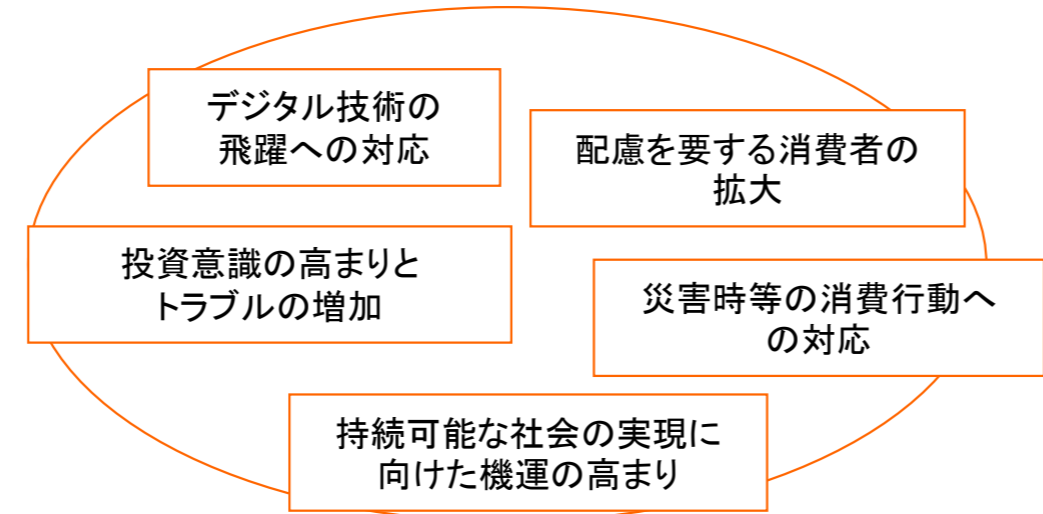 デジタル技術の
飛躍への対応
配慮を要する消費者の
拡大
投資意識の高まりと
トラブルの増加
災害時等の消費行動へ
の対応
持続可能な社会の実現に
向けた機運の高まり